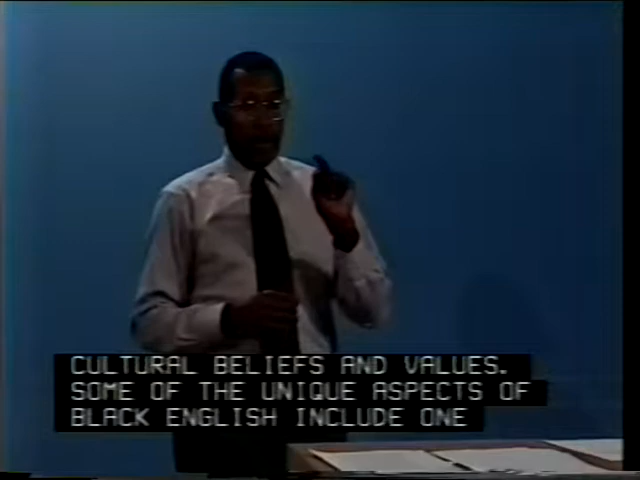 CULTURAL BELIEFS AND VALUES.
SOME OF THE UNIQUE ASPECTS OF
BLACK ENGLISH INCLUDE ONE